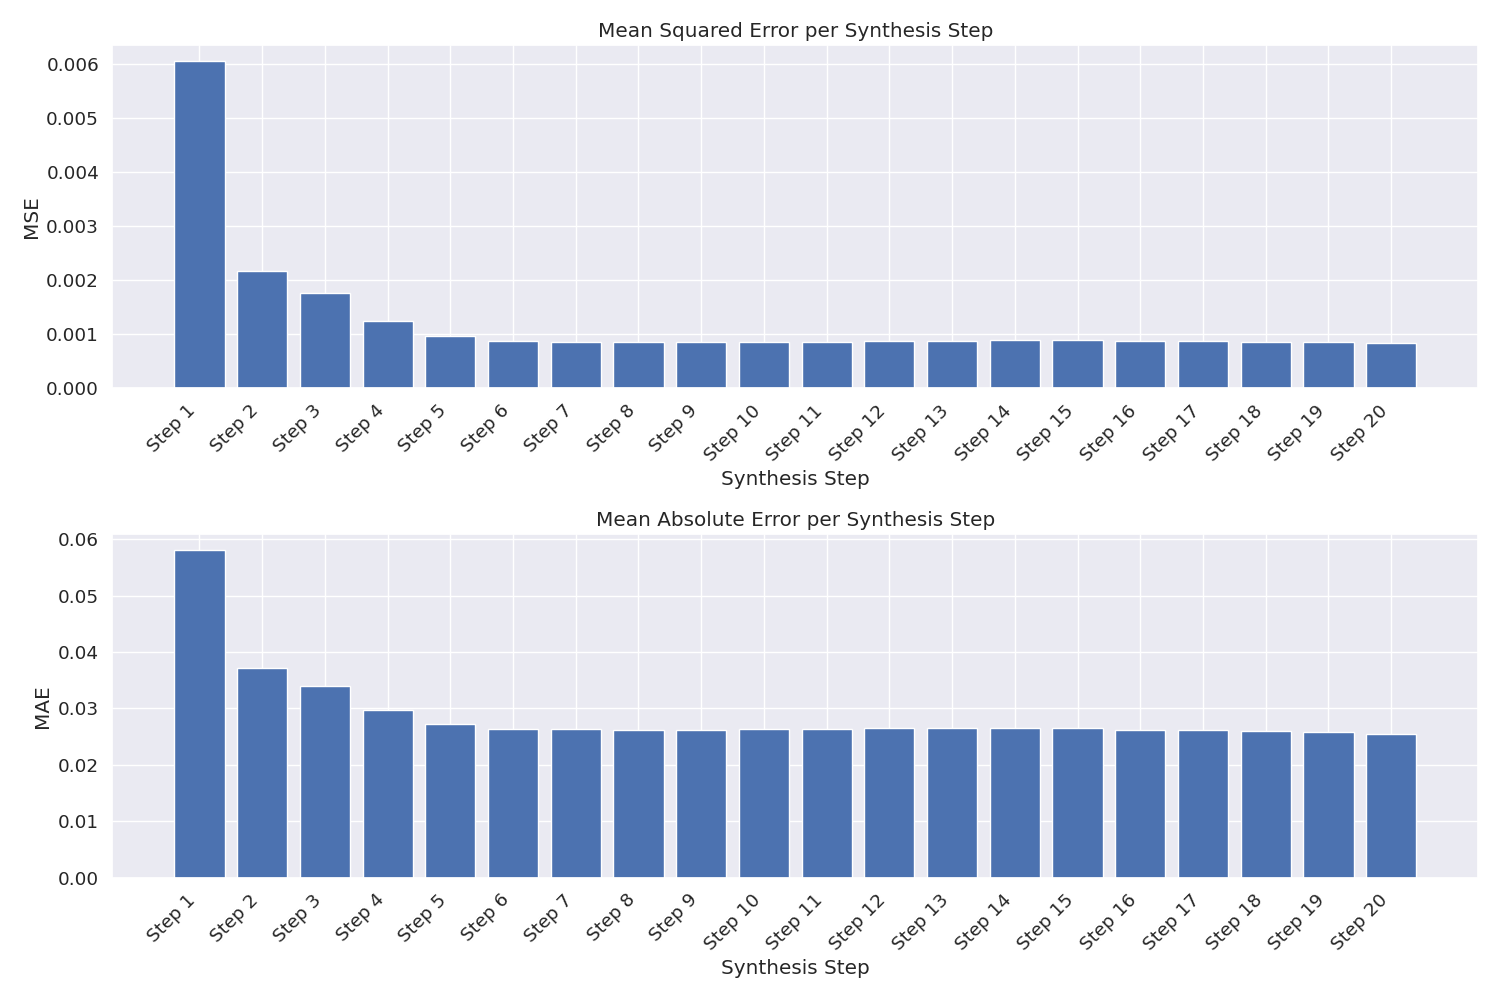 Mean Squared Error per Synthesis Step
MSE
0.006
0.005
0.004
0.003
0.002
0.001
0.000
Step 1
Step 2
Step 3
Step 4
Step 5
Step 6
Step 7
Step 8
Step 9
Step 10
Step 11
Step 12
Step 13
Step 14
Step 15
Step 16
Step 17
Step 18
Step 19
Step 20
Synthesis Step
Mean Absolute Error per Synthesis Step
MAE
0.06
0.05
0.04
0.03
0.02
0.01
0.00
Step 1
Step 2
Step 3
Step 4
Step 5
Step 6
Step 7
Step 8
Step 9
Step 10
Step 11
Step 12
Step 13
Step 14
Step 15
Step 16
Step 17
Step 18
Step 19
Step 20
Synthesis Step